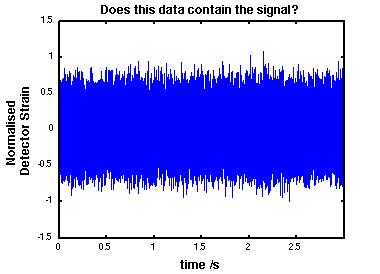 Does this data contain the signal?
Normalised
Detector Strain
1.5
1
0.5
0
-0.5
-1
-1.5
0 0.5 1 1.5 2 2.5
time /s